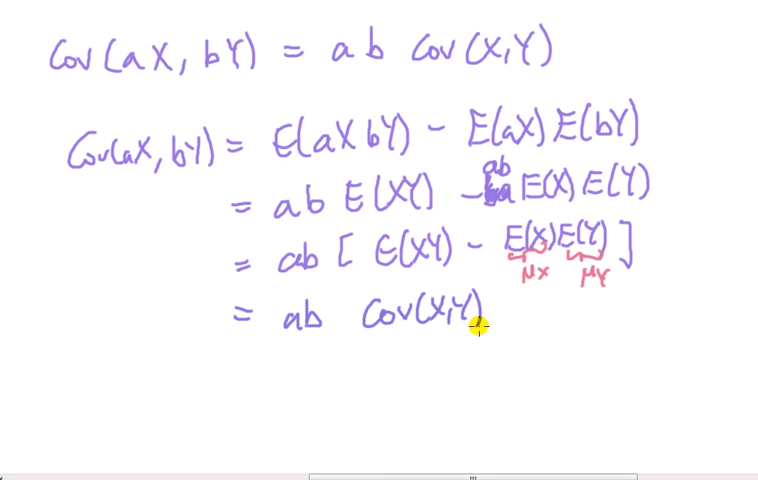 Cov(aX, bY) = ab Cov(X,Y)
Cov(aX, bY) = E(aX bY) - E(aX) E(bY)
= ab E(XY) - ab E(X) E(Y)
= ab [ E(XY) - E(X)E(Y) ]
μx μY
= ab Cov(X,Y)